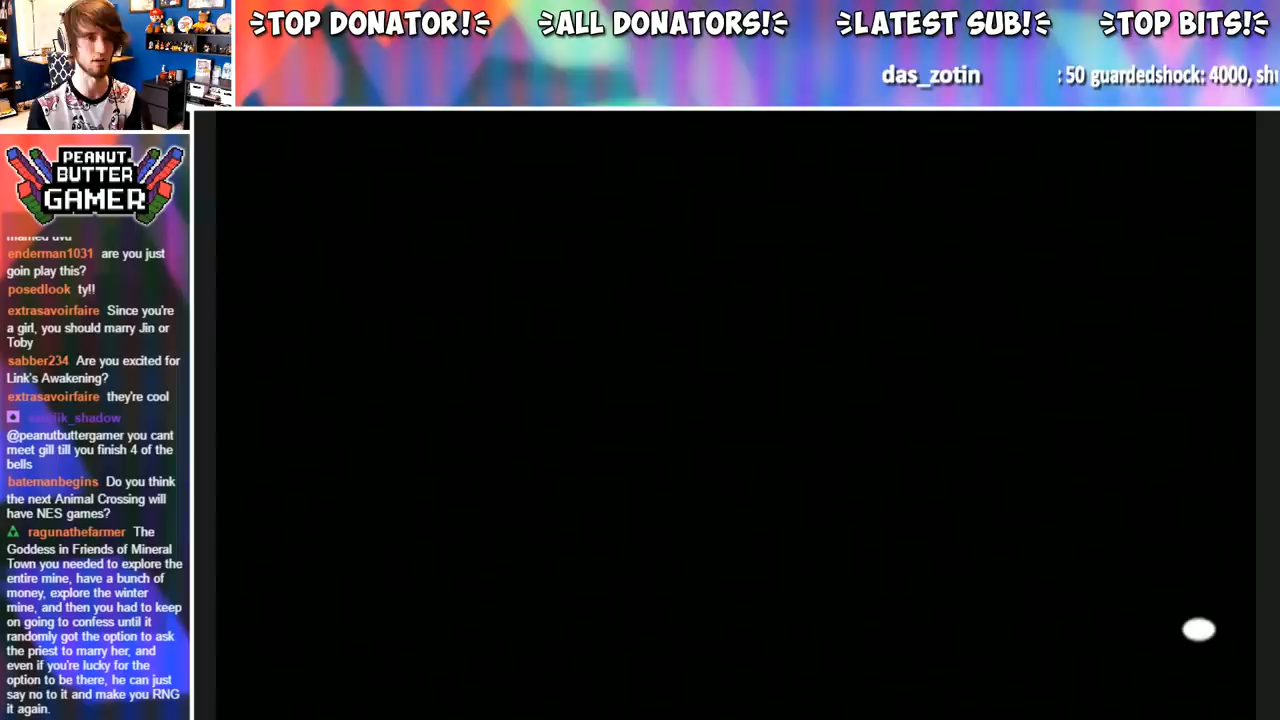 TOP DONATOR!
ALL DONATORS!
LATEST SUB!
TOP BITS!
das_zotin
: 50 guardedshock: 4000, sh
PEANUT
BUTTER
GAMER
enderman1031 are you just
goin play this?
posedlook ty!!
extrasavoirfaire Since you're
a girl, you should marry Jin or
Toby
sabber234 Are you excited for
Link's Awakening?
extrasavoirfaire they're cool
@peanutbuttergamer you cant
meet gill till you finish 4 of the
bells
batemanbegins Do you think
the next Animal Crossing will
have NES games?
ragunathefarmer The
Goddess in Friends of Mineral
Town you needed to explore the
entire mine, have a bunch of
money, explore the winter
mine, and then you had to keep
on going to confess until it
randomly got the option to ask
the priest to marry her, and
even if you're lucky for the
option to be there, he can just
say no to it and make you RNG
it again.